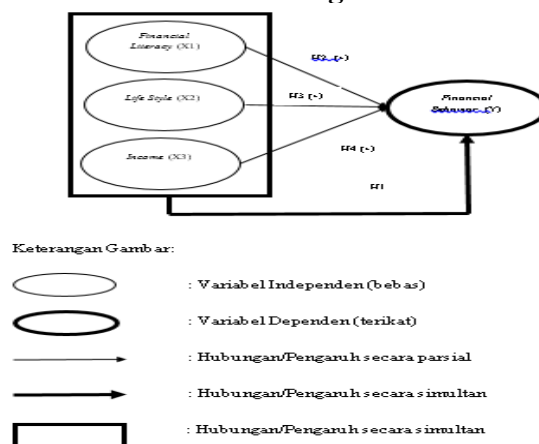 Financial
Literacy (X1)
H2 (+)
Life Style (X2)
H3 (+)
Financial
(Y)
Income (X3)
H4 (+)
H1
Keterangan Gambar:
: Variabel Independen (bebas)
: Variabel Dependen (terikat)
: Hubungan/Pengaruh secara parsial
: Hubungan/Pengaruh secara simultan
: Hubungan/Pengaruh secara simultan